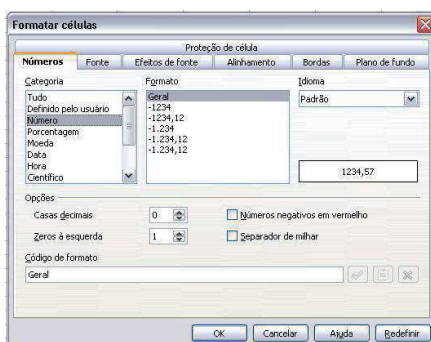 Formatar células
Proteção de célula
Números Fonte Efeitos de fonte Alinhamento Bordas Plano de fundo
Categoria Formato Idioma
Tudo
Definido pelo usuário
Número
Porcentagem
Moeda
Data
Hora
Científico
Geral
-1234
-1234,12
-1.234
-1.234,12
-1.234,12
Padrão
1234,57
Opções
Casas decimais 0 Números negativos em vermelho
Zeros à esquerda 1 Separador de milhar
Código de formato
Geral
OK Cancelar Ajuda Redefinir